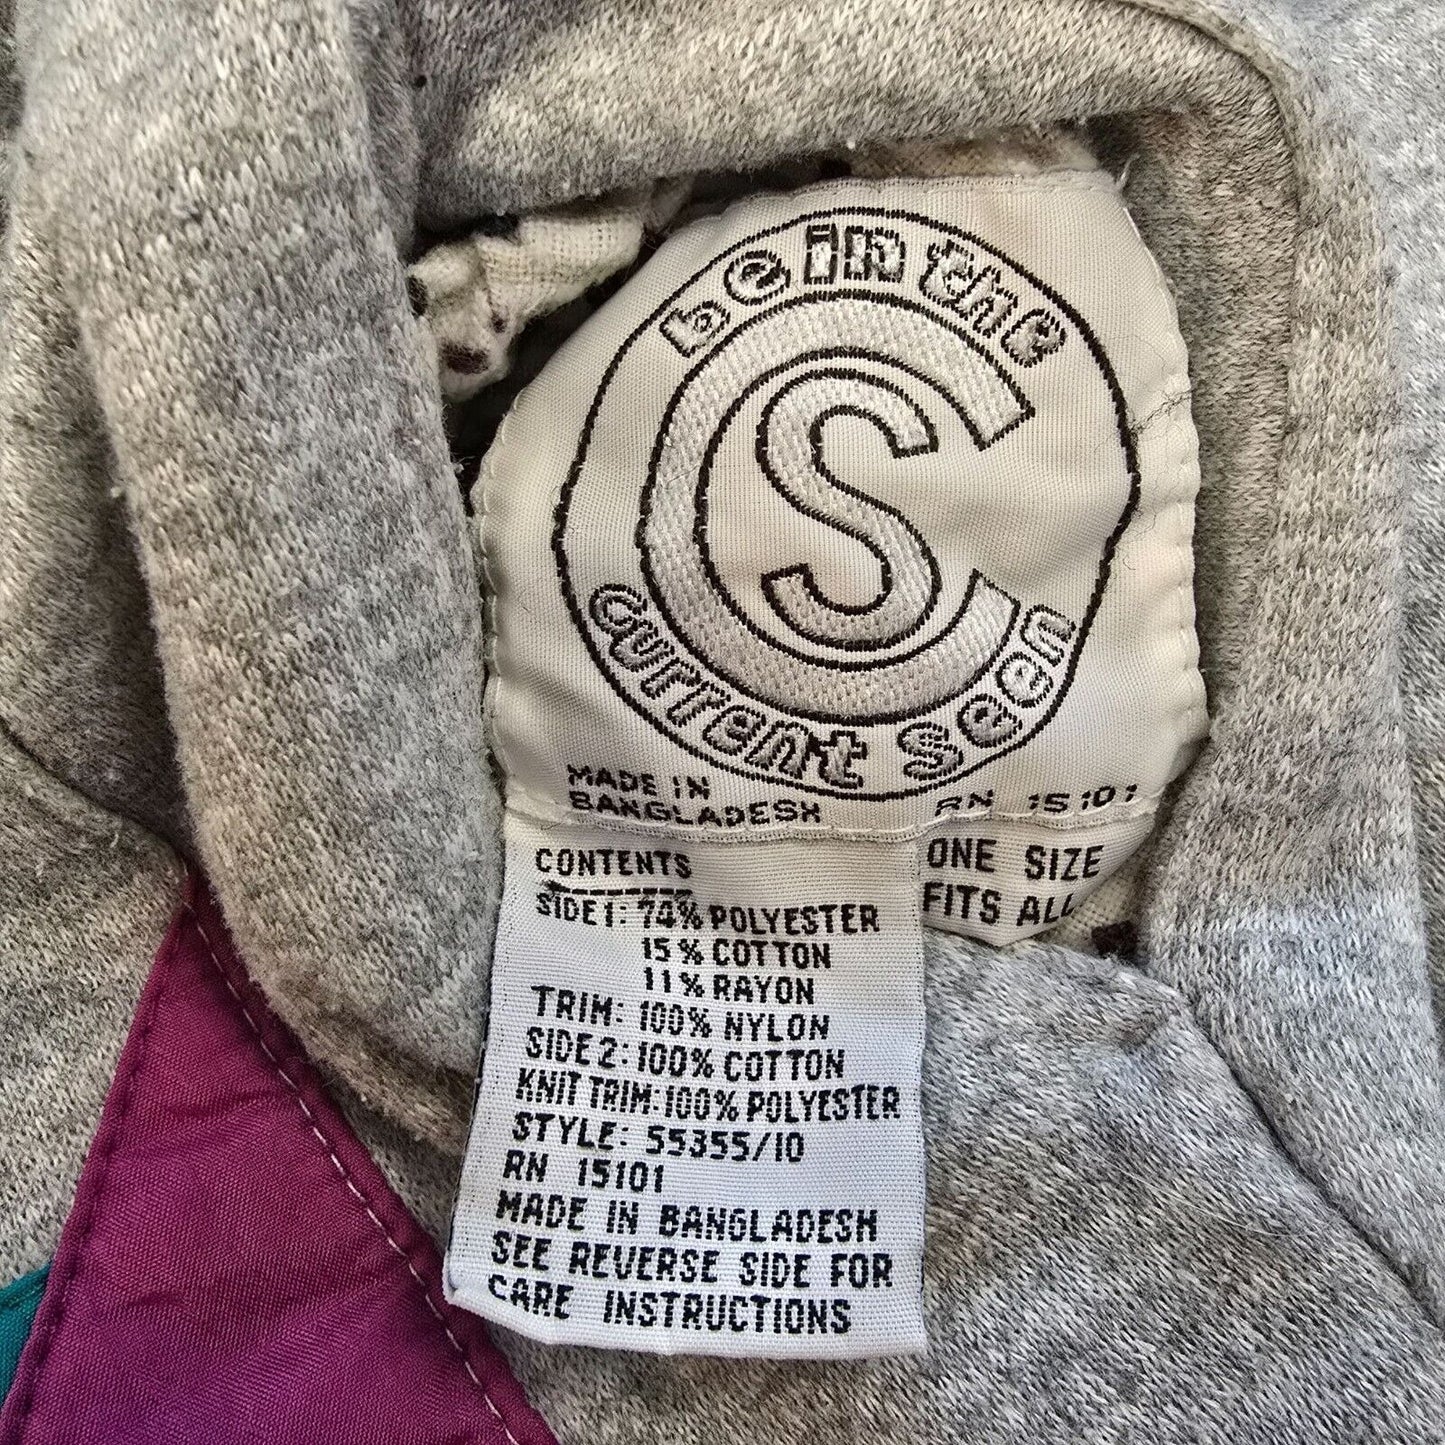 be in the
CS
current seen
MADE IN
BANGLADESH
RN 15101
ONE SIZE
FITS ALL
CONTENTS
SIDE 1: 74% POLYESTER
15% COTTON
11% RAYON
TRIM: 100% NYLON
SIDE 2: 100% COTTON
KNIT TRIM: 100% POLYESTER
STYLE: 55355/10
RN 15101
MADE IN BANGLADESH
SEE REVERSE SIDE FOR
CARE INSTRUCTIONS